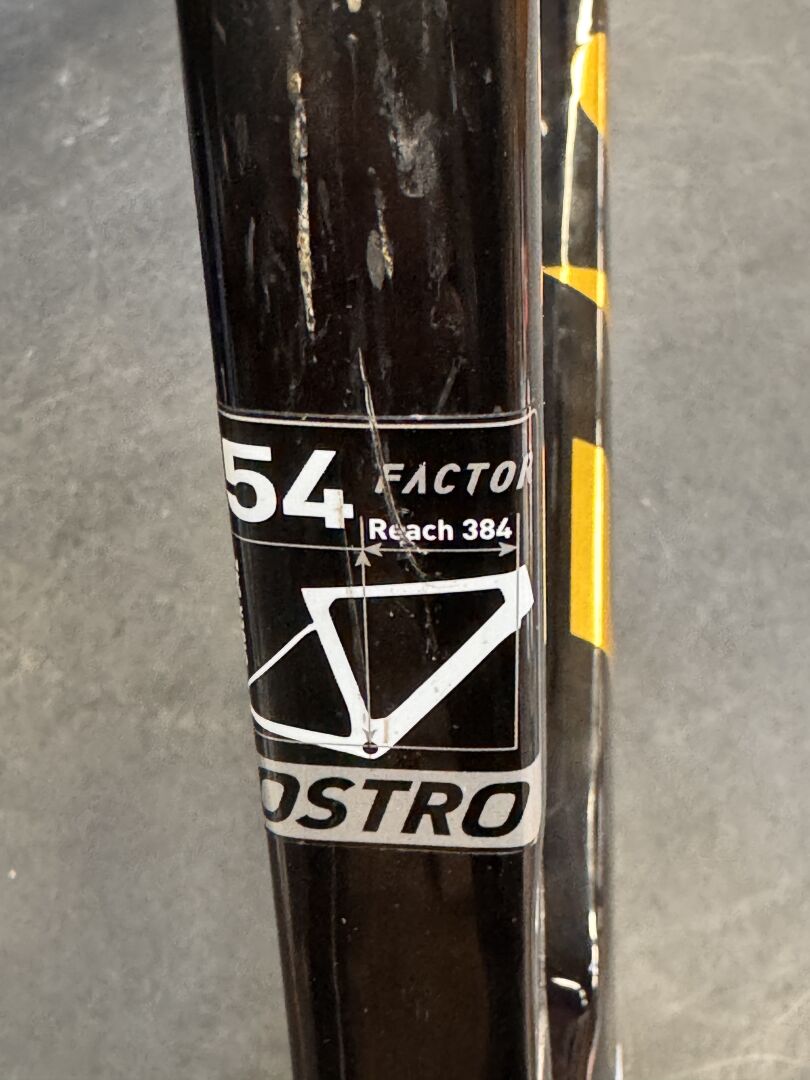 54 FACTOR
Reach 384
OSTRO